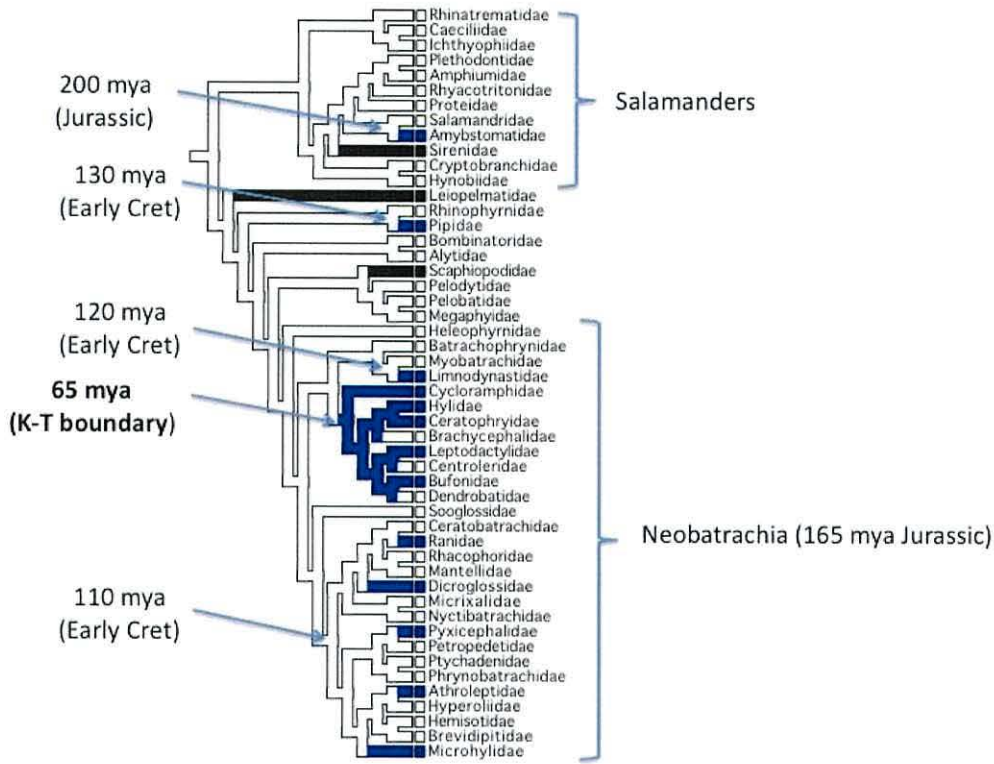 Rhinatrematidae
Caeciliidae
Ichthyophiidae
Plethodontidae
Amphiumidae
Rhyacotritonidae
Proteidae
Salamandridae
Amybstomatidae
Sirenidae
Cryptobranchidae
Hynobiidae
Leiopelmatidae
Rhinophyrnidae
Pipidae
Bombinatoridae
Alytidae
Scaphiopodidae
Pelodytidae
Pelobatidae
Megaphyidae
Heleophyrnidae
Batrachophrynidae
Myobatrachidae
Limnodynastidae
Cycloramphidae
Hylidae
Ceratophryidae
Brachycephalidae
Leptodactylidae
Centroleridae
Bufonidae
Dendrobatidae
Sooglossidae
Ceratobatrachidae
Ranidae
Rhacophoridae
Mantellidae
Dicroglossidae
Micrixalidae
Nyctibatrachidae
Pyxicephalidae
Petropedetidae
Ptychadenidae
Phrynobatrachidae
Athroleptidae
Hyperoliidae
Hemisotidae
Brevidipitidae
Microhylidae
200 mya
(Jurassic)
130 mya
(Early Cret)
120 mya
(Early Cret)
65 mya
(K-T boundary)
110 mya
(Early Cret)
Salamanders
Neobatrachia (165 mya Jurassic)